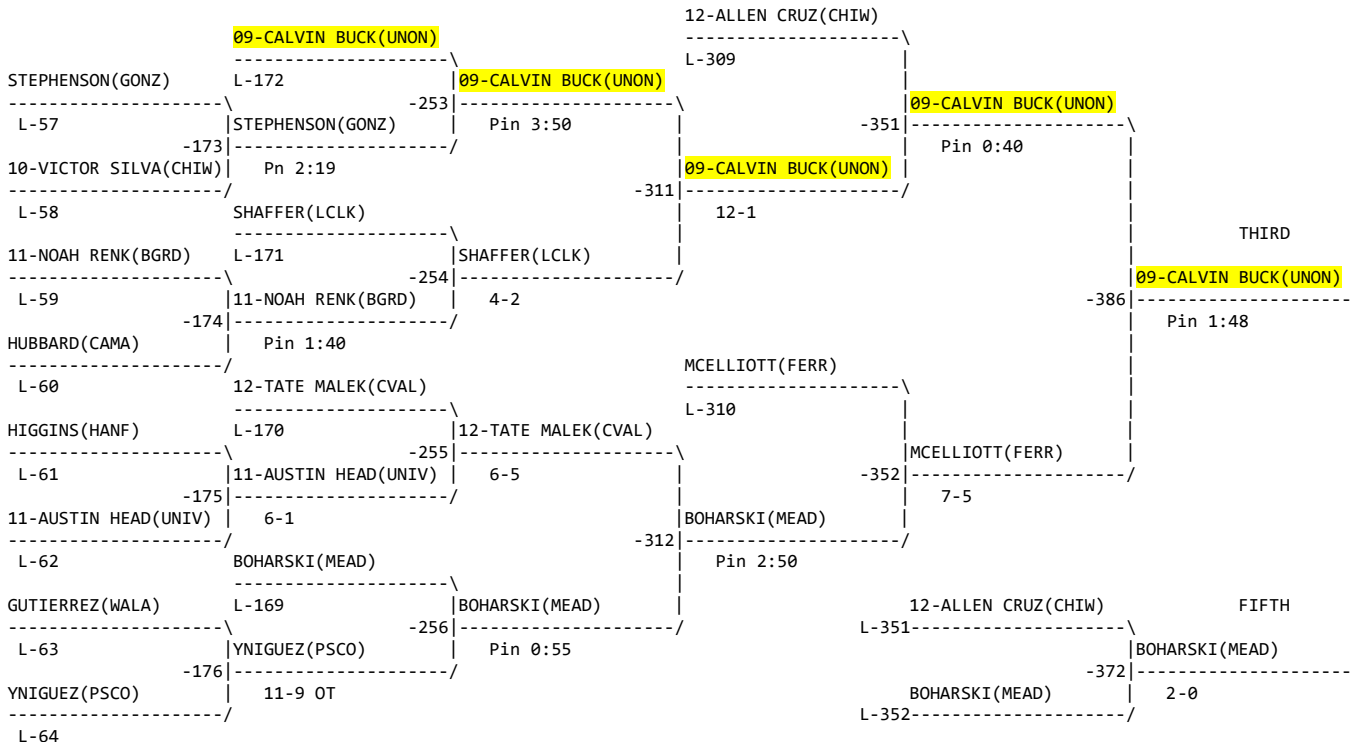 12-ALLEN CRUZ(CHIW)
09-CALVIN BUCK(UNON) ---------------------\
---------------------\ L-309 |
STEPHENSON(GONZ) L-172 |09-CALVIN BUCK(UNON) |
---------------------\ -253|---------------------\ |09-CALVIN BUCK(UNON)
L-57 |STEPHENSON(GONZ) | Pin 3:50 | -351|---------------------\
-173|---------------------/ | | Pin 0:40 |
10-VICTOR SILVA(CHIW)| Pn 2:19 |09-CALVIN BUCK(UNON) | |
---------------------/ -311|---------------------/ |
L-58 SHAFFER(LCLK) | 12-1 |
---------------------\ | | THIRD
11-NOAH RENK(BGRD) L-171 |SHAFFER(LCLK) | |
---------------------\ -254|---------------------/ |09-CALVIN BUCK(UNON)
L-59 |11-NOAH RENK(BGRD) | 4-2 -386|---------------------
-174|---------------------/ | Pin 1:48
HUBBARD(CAMA) | Pin 1:40 |
---------------------/ MCELLIOTT(FERR) |
L-60 12-TATE MALEK(CVAL) ---------------------\ |
---------------------\ L-310 | |
HIGGINS(HANF) L-170 |12-TATE MALEK(CVAL) | |
---------------------\ -255|---------------------\ |MCELLIOTT(FERR) |
L-61 |11-AUSTIN HEAD(UNIV) | 6-5 | -352|---------------------/
-175|---------------------/ | | 7-5
11-AUSTIN HEAD(UNIV) | 6-1 |BOHARSKI(MEAD) |
---------------------/ -312|---------------------/
L-62 BOHARSKI(MEAD) | Pin 2:50
---------------------\ |
GUTIERREZ(WALA) L-169 |BOHARSKI(MEAD) | 12-ALLEN CRUZ(CHIW) FIFTH
---------------------\ -256|---------------------/ L-351---------------------\
L-63 |YNIGUEZ(PSCO) | Pin 0:55 |BOHARSKI(MEAD)
-176|---------------------/ -372|---------------------
YNIGUEZ(PSCO) | 11-9 OT BOHARSKI(MEAD) | 2-0
---------------------/ L-352---------------------/
L-64